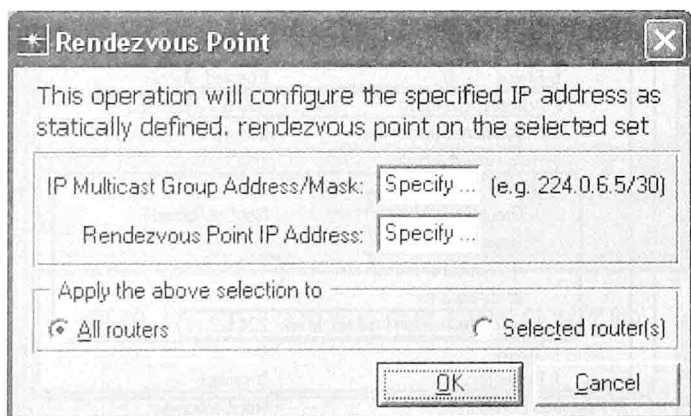 Rendezvous Point
This operation will configure the specified IP address as
statically defined, rendezvous point on the selected set
IP Multicast Group Address/Mask: Specify ... (e.g. 224.0.6.5/30)
Rendezvous Point IP Address: Specify ...
Apply the above selection to
All routers Selected router(s)
OK Cancel